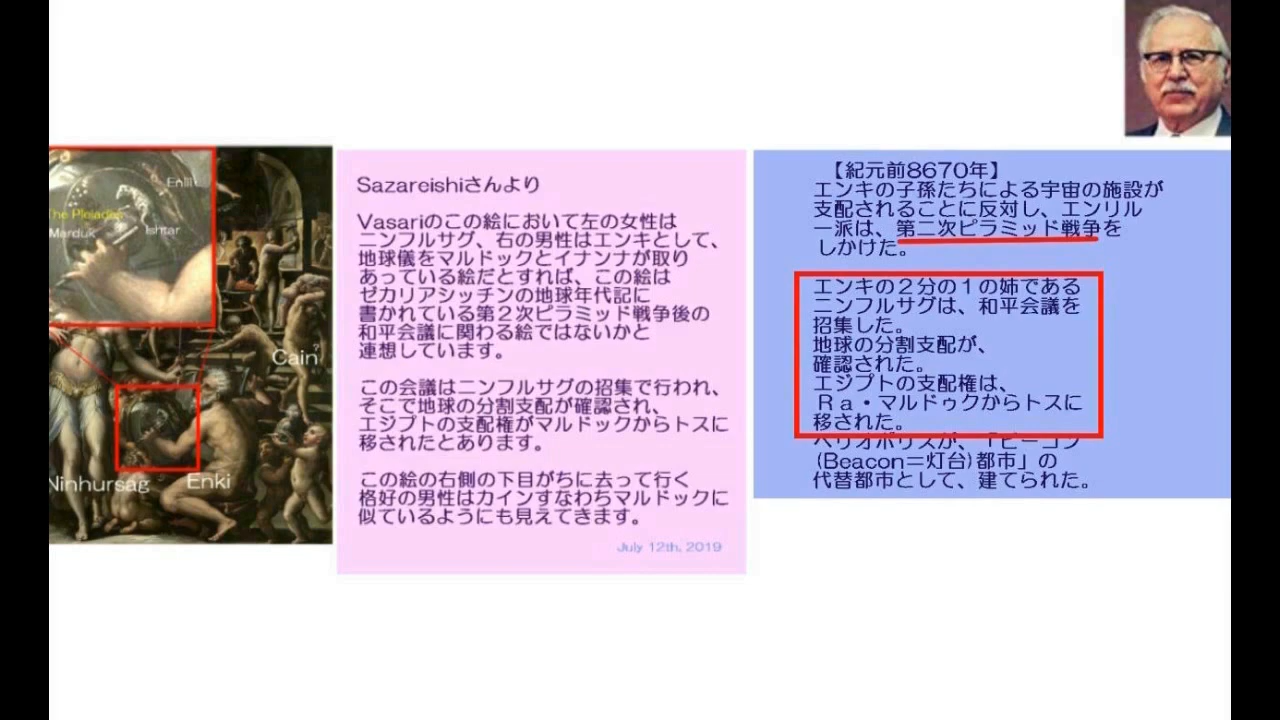 Enlil
The Pleiades
Marduk
Ishtar
Cain?
Ninhursag
Enki
Sazareishiさんより
Vasariのこの絵において左の女性は
ニンフルサグ、右の男性はエンキとして、
地球儀をマルドックとイナンナが取り
あっている絵だとすれば、この絵は
ゼカリアシッチンの地球年代記に
書かれている第2次ピラミッド戦争後の
和平会議に関わる絵ではないかと
連想しています。
この会議はニンフルサグの招集で行われ、
そこで地球の分割支配が確認され、
エジプトの支配権がマルドックからトスに
移されたとあります。
この絵の右側の下目がちに去って行く
格好の男性はカインすなわちマルドックに
似ているようにも見えてきます。
July 12th, 2019
【紀元前8670年】
エンキの子孫たちによる宇宙の施設が
支配されることに反対し、エンリル
一派は、第二次ピラミッド戦争を
しかけた。
エンキの２分の１の姉である
ニンフルサグは、和平会議を
招集した。
地球の分割支配が、
確認された。
エジプトの支配権は、
Ｒａ・マルドゥクからトスに
移された。
ヘリオポリスが、「ビーコン
(Beacon＝灯台)都市」の
代替都市として、建てられた。